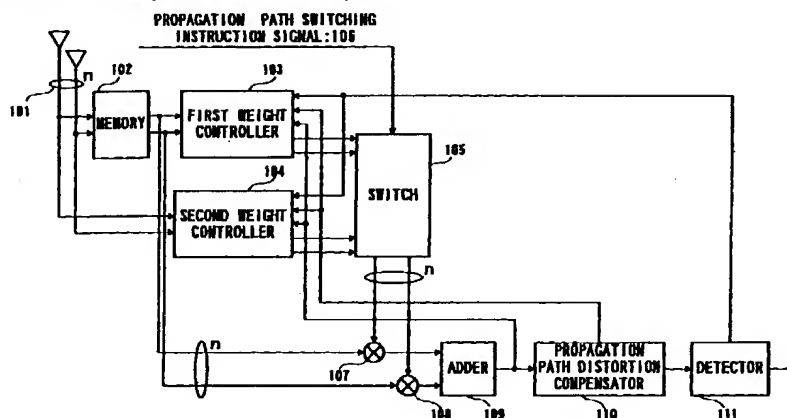 PROPAGATION PATH SWITCHING
INSTRUCTION SIGNAL:106
n
102
103
101
MEMORY
FIRST WEIGHT
CONTROLLER
105
104
SWITCH
SECOND WEIGHT
CONTROLLER
n
n
107
108
ADDER
109
PROPAGATION
PATH DISTORTION
COMPENSATOR
110
DETECTOR
111